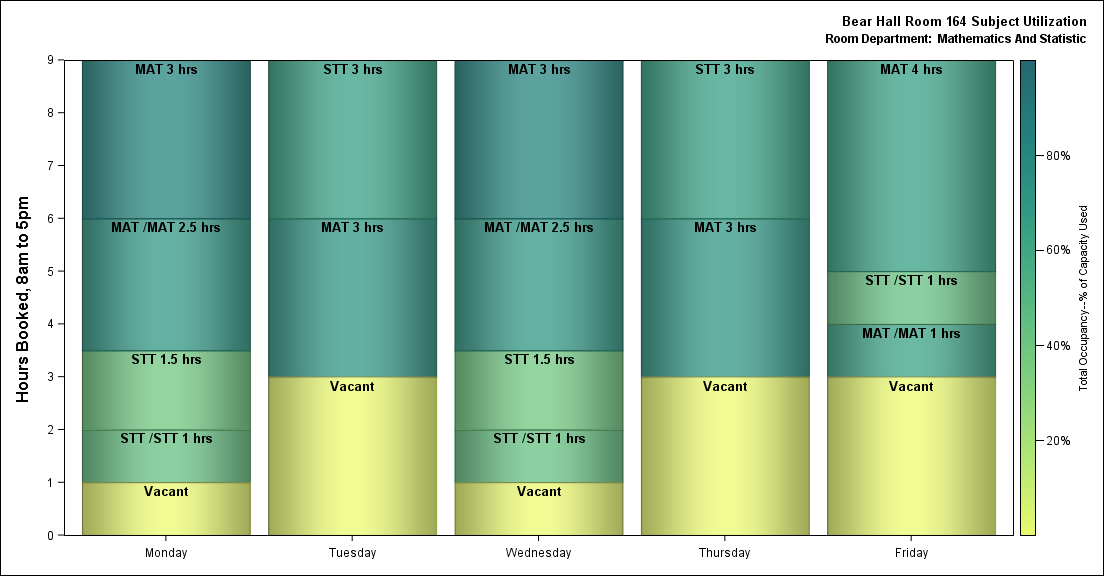 Bear Hall Room 164 Subject Utilization
Room Department: Mathematics And Statistic
Hours Booked, 8am to 5pm
9
8
7
6
5
4
3
2
1
0
MAT 3 hrs
MAT /MAT 2.5 hrs
STT 1.5 hrs
STT /STT 1 hrs
Vacant
STT 3 hrs
MAT 3 hrs
Vacant
MAT 3 hrs
MAT /MAT 2.5 hrs
STT 1.5 hrs
STT /STT 1 hrs
Vacant
STT 3 hrs
MAT 3 hrs
Vacant
MAT 4 hrs
STT /STT 1 hrs
MAT /MAT 1 hrs
Vacant
Monday
Tuesday
Wednesday
Thursday
Friday
80%
60%
40%
20%
Total Occupancy--% of Capacity Used